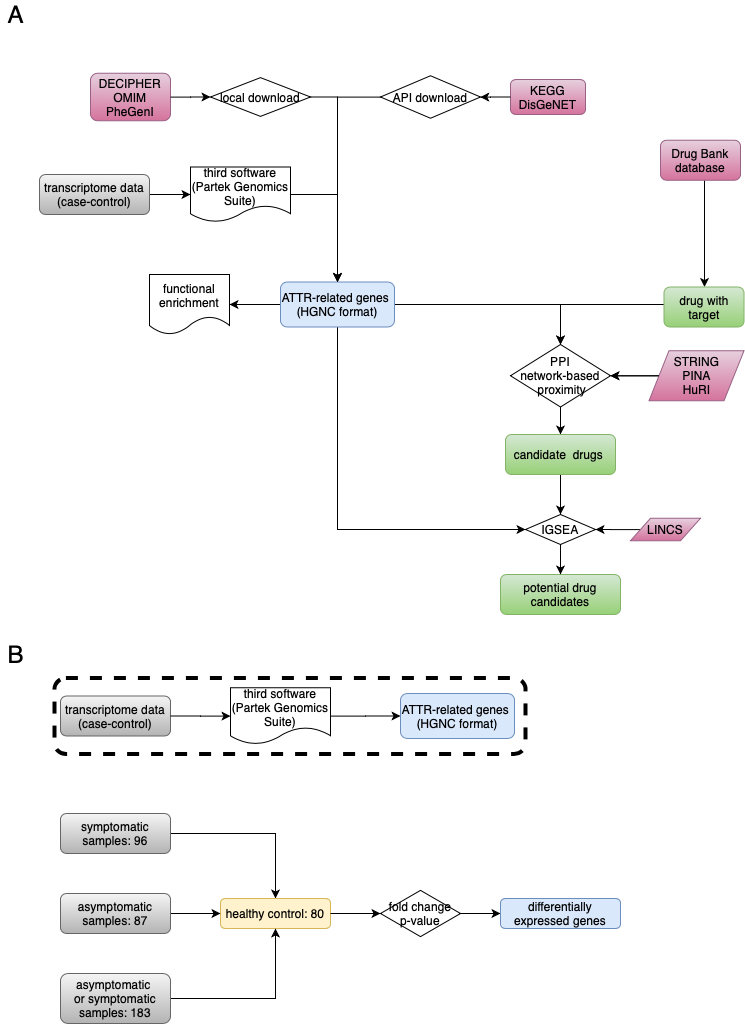 A
DECIPHER
OMIM
PheGenI
local download
API download
KEGG
DisGeNET
Drug Bank
database
transcriptome data
(case-control)
third software
(Partek Genomics
Suite)
functional
enrichment
ATTR-related genes
(HGNC format)
drug with
target
PPI
network-based
proximity
STRING
PINA
HuRI
candidate drugs
IGSEA
LINCS
potential drug
candidates
B
transcriptome data
(case-control)
third software
(Partek Genomics
Suite)
ATTR-related genes
(HGNC format)
symptomatic
samples: 96
asymptomatic
samples: 87
healthy control: 80
fold change
p-value
differentially
expressed genes
asymptomatic
or symptomatic
samples: 183